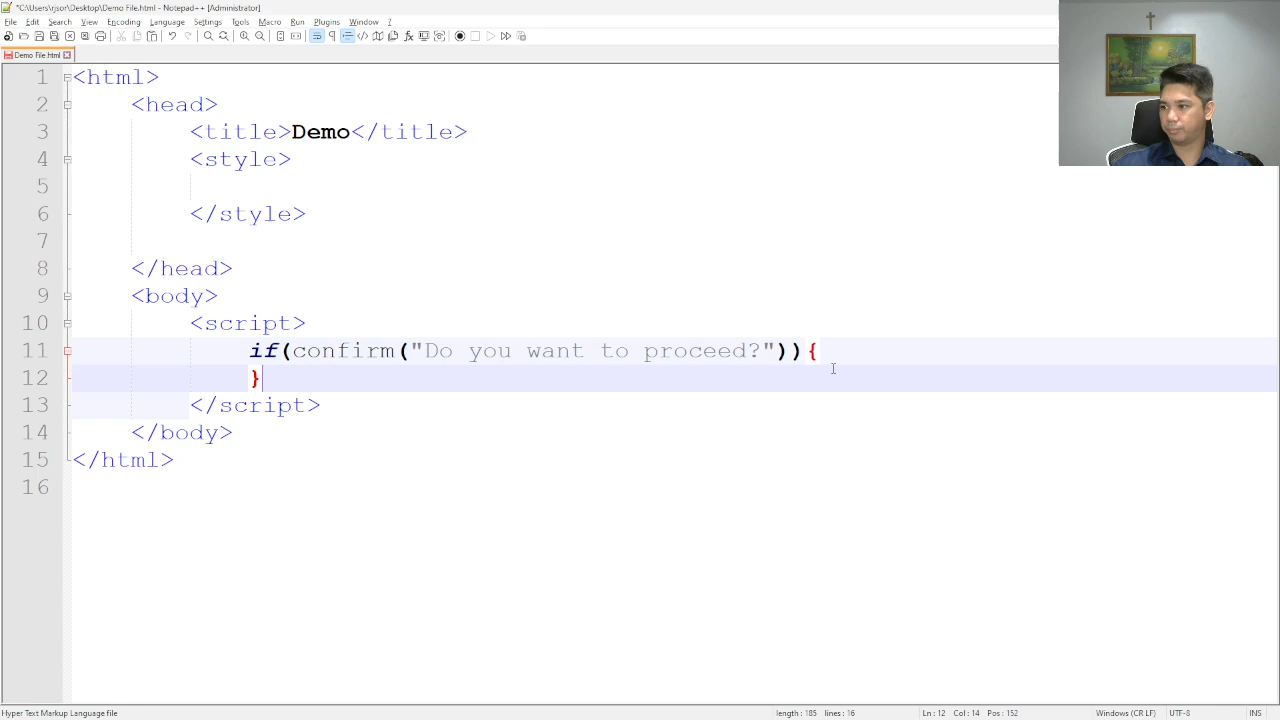 *C:\Users\rjsor\Desktop\Demo File.html - Notepad++ [Administrator]
File Edit Search View Encoding Language Settings Tools Macro Run Plugins Window ?
Demo File.html
1 <html>
2 <head>
3 <title>Demo</title>
4 <style>
5
6 </style>
7
8 </head>
9 <body>
10 <script>
11 if(confirm("Do you want to proceed?")){
12 }
13 </script>
14 </body>
15 </html>
16
Hyper Text Markup Language file length : 185 lines : 16 Ln : 12 Col : 14 Pos : 152 Windows (CR LF) UTF-8 INS